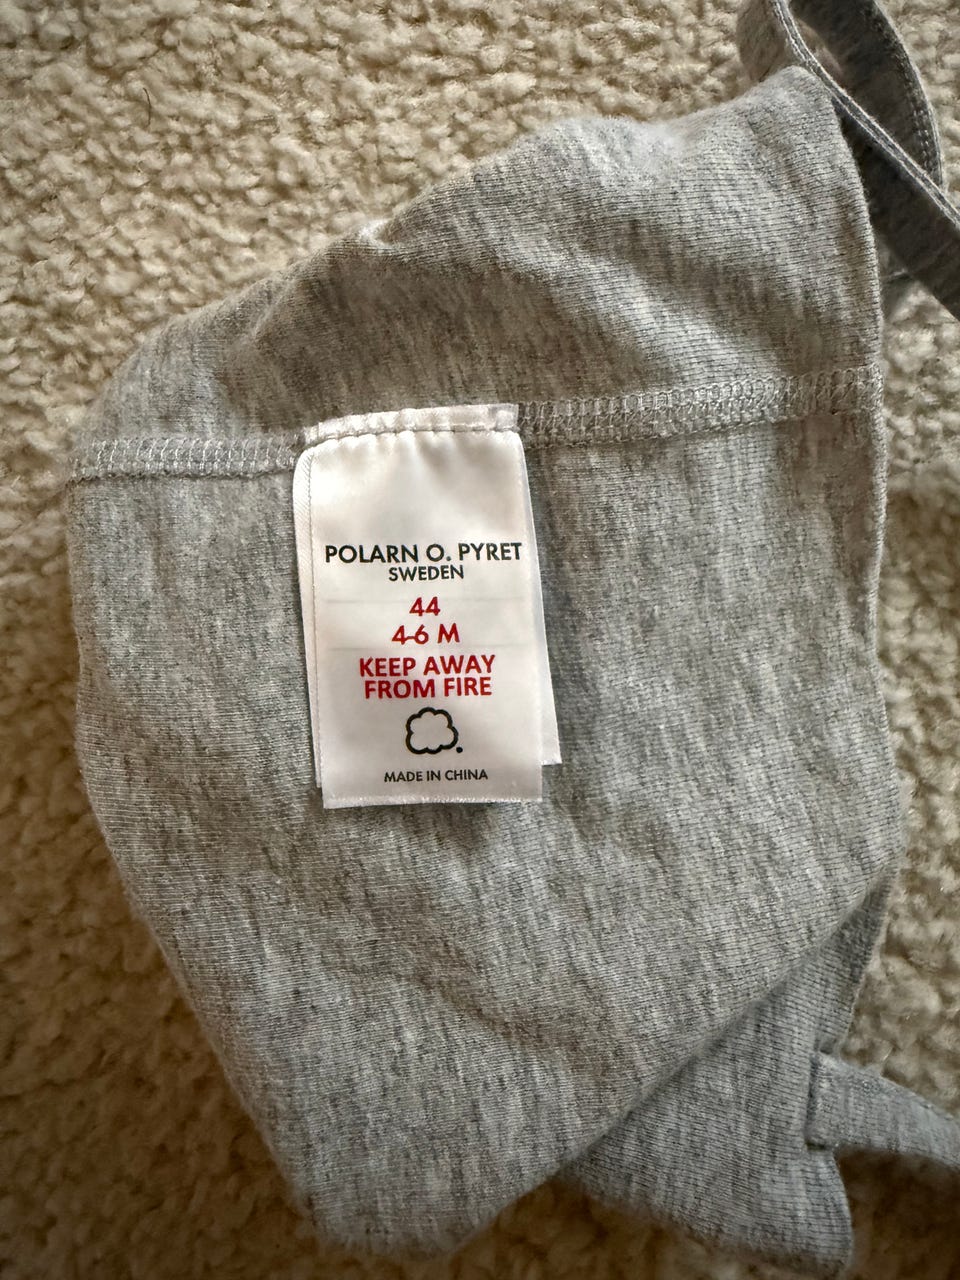 POLARN O. PYRET
SWEDEN
44
4-6 M
KEEP AWAY
FROM FIRE
MADE IN CHINA